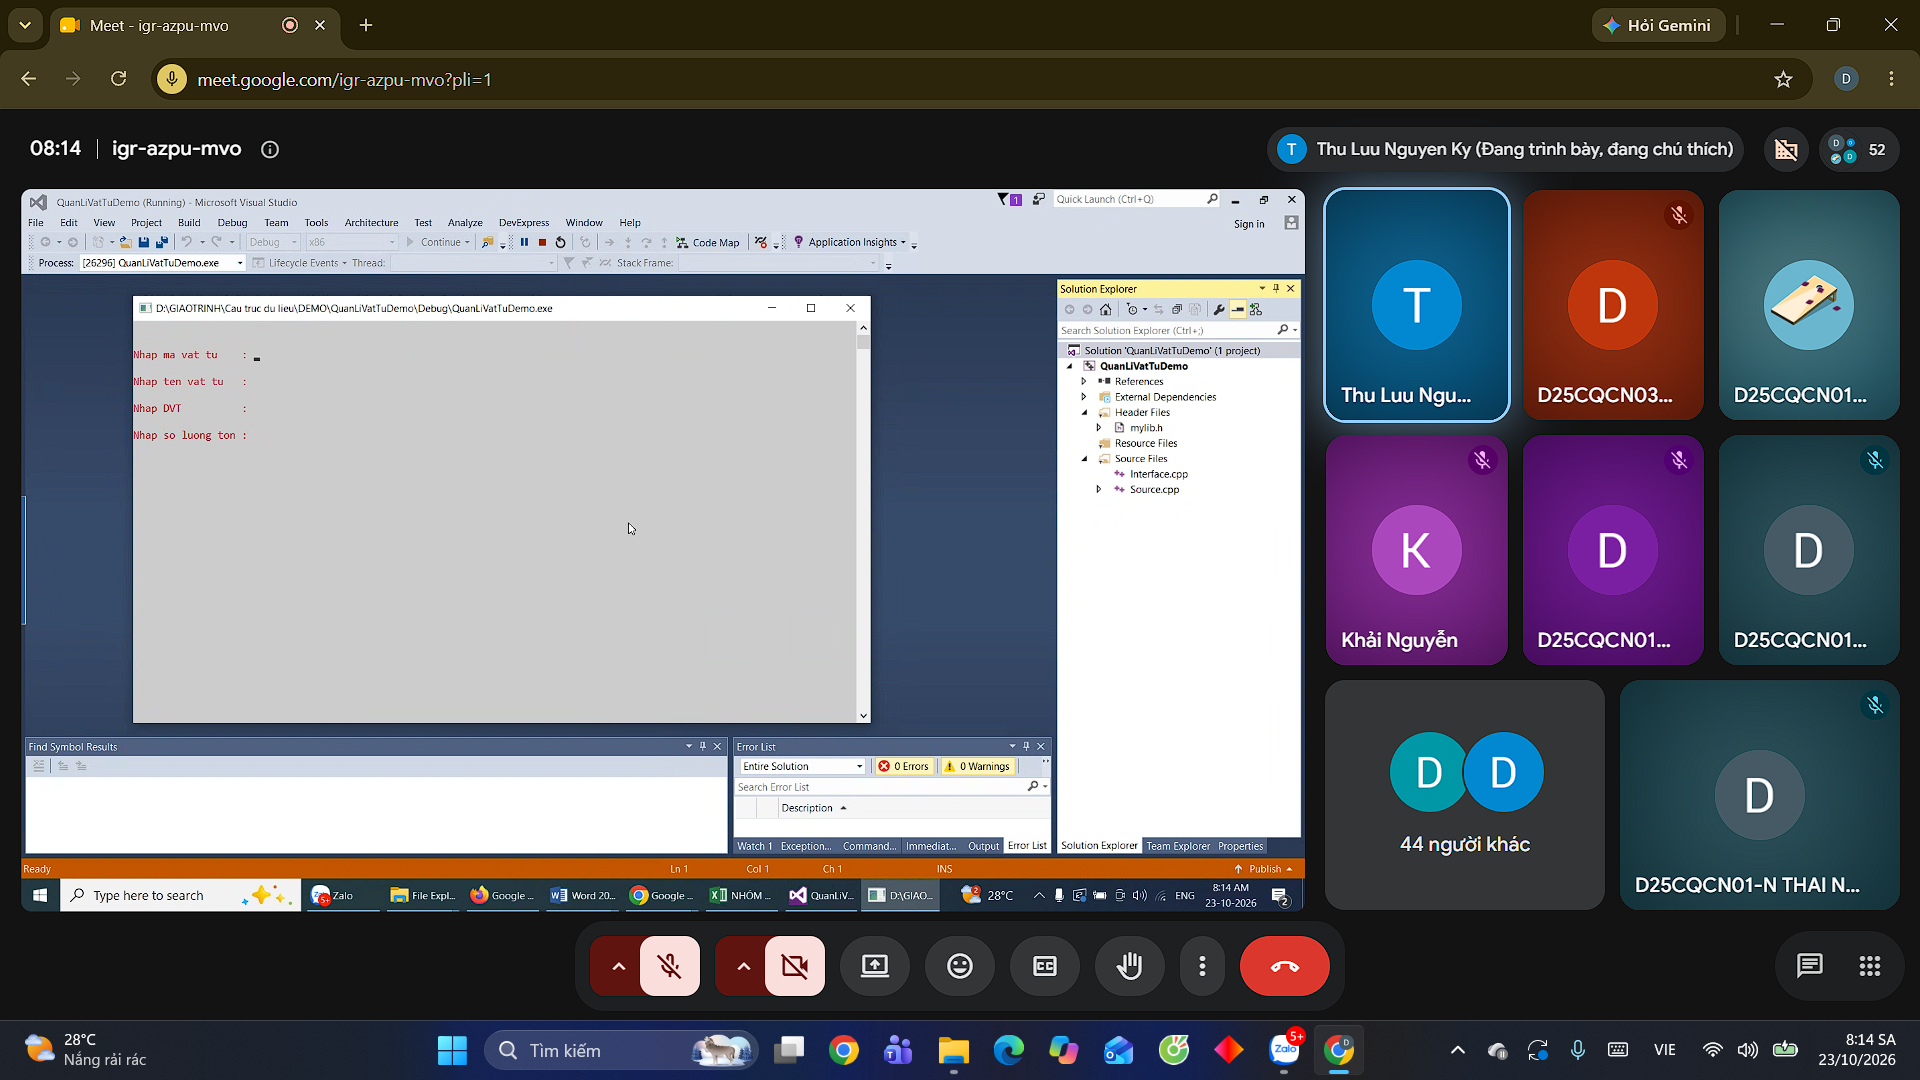 Meet - igr-azpu-mvo
Hỏi Gemini
meet.google.com/igr-azpu-mvo?pli=1
D
08:14
igr-azpu-mvo
T
Thu Luu Nguyen Ky (Đang trình bày, đang chú thích)
52
QuanLiVatTuDemo (Running) - Microsoft Visual Studio
1
Quick Launch (Ctrl+Q)
File Edit View Project Build Debug Team Tools Architecture Test Analyze DevExpress Window Help
Sign in
Debug x86 Continue Code Map Application Insights
Process: [26296] QuanLiVatTuDemo.exe Lifecycle Events Thread: Stack Frame:
D:\GIAOTRINH\Cau truc du lieu\DEMO\QuanLiVatTuDemo\Debug\QuanLiVatTuDemo.exe
Nhap ma vat tu :
Nhap ten vat tu :
Nhap DVT :
Nhap so luong ton :
Solution Explorer
Search Solution Explorer (Ctrl+;)
Solution 'QuanLiVatTuDemo' (1 project)
QuanLiVatTuDemo
References
External Dependencies
Header Files
mylib.h
Resource Files
Source Files
Interface.cpp
Source.cpp
Find Symbol Results
Error List
Entire Solution 0 Errors 0 Warnings
Search Error List
Description
Watch 1 Exception... Command... Immediat... Output Error List
Solution Explorer Team Explorer Properties
Ready Ln 1 Col 1 Ch 1 INS Publish
Type here to search
Zalo
5+
File Expl...
Google ...
Word 20...
Google ...
NHÓM ...
QuanLiV...
D:\GIAO...
2
28°C
ENG
8:14 AM
23-10-2026
2
T
Thu Luu Ngu...
D
D25CQCN03...
D25CQCN01...
K
Khải Nguyễn
D
D25CQCN01...
D
D25CQCN01...
D D
44 người khác
D
D25CQCN01-N THAI N...
28°C
Nắng rải rác
Tìm kiếm
Zalo
5+
D
VIE
8:14 SA
23/10/2026